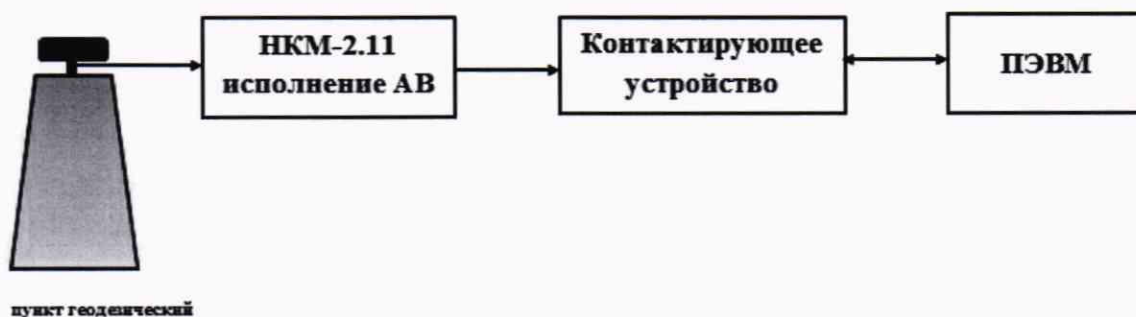 НКМ-2.11
исполнение АВ
Контактирующее
устройство
ПЭВМ
пункт геодезический